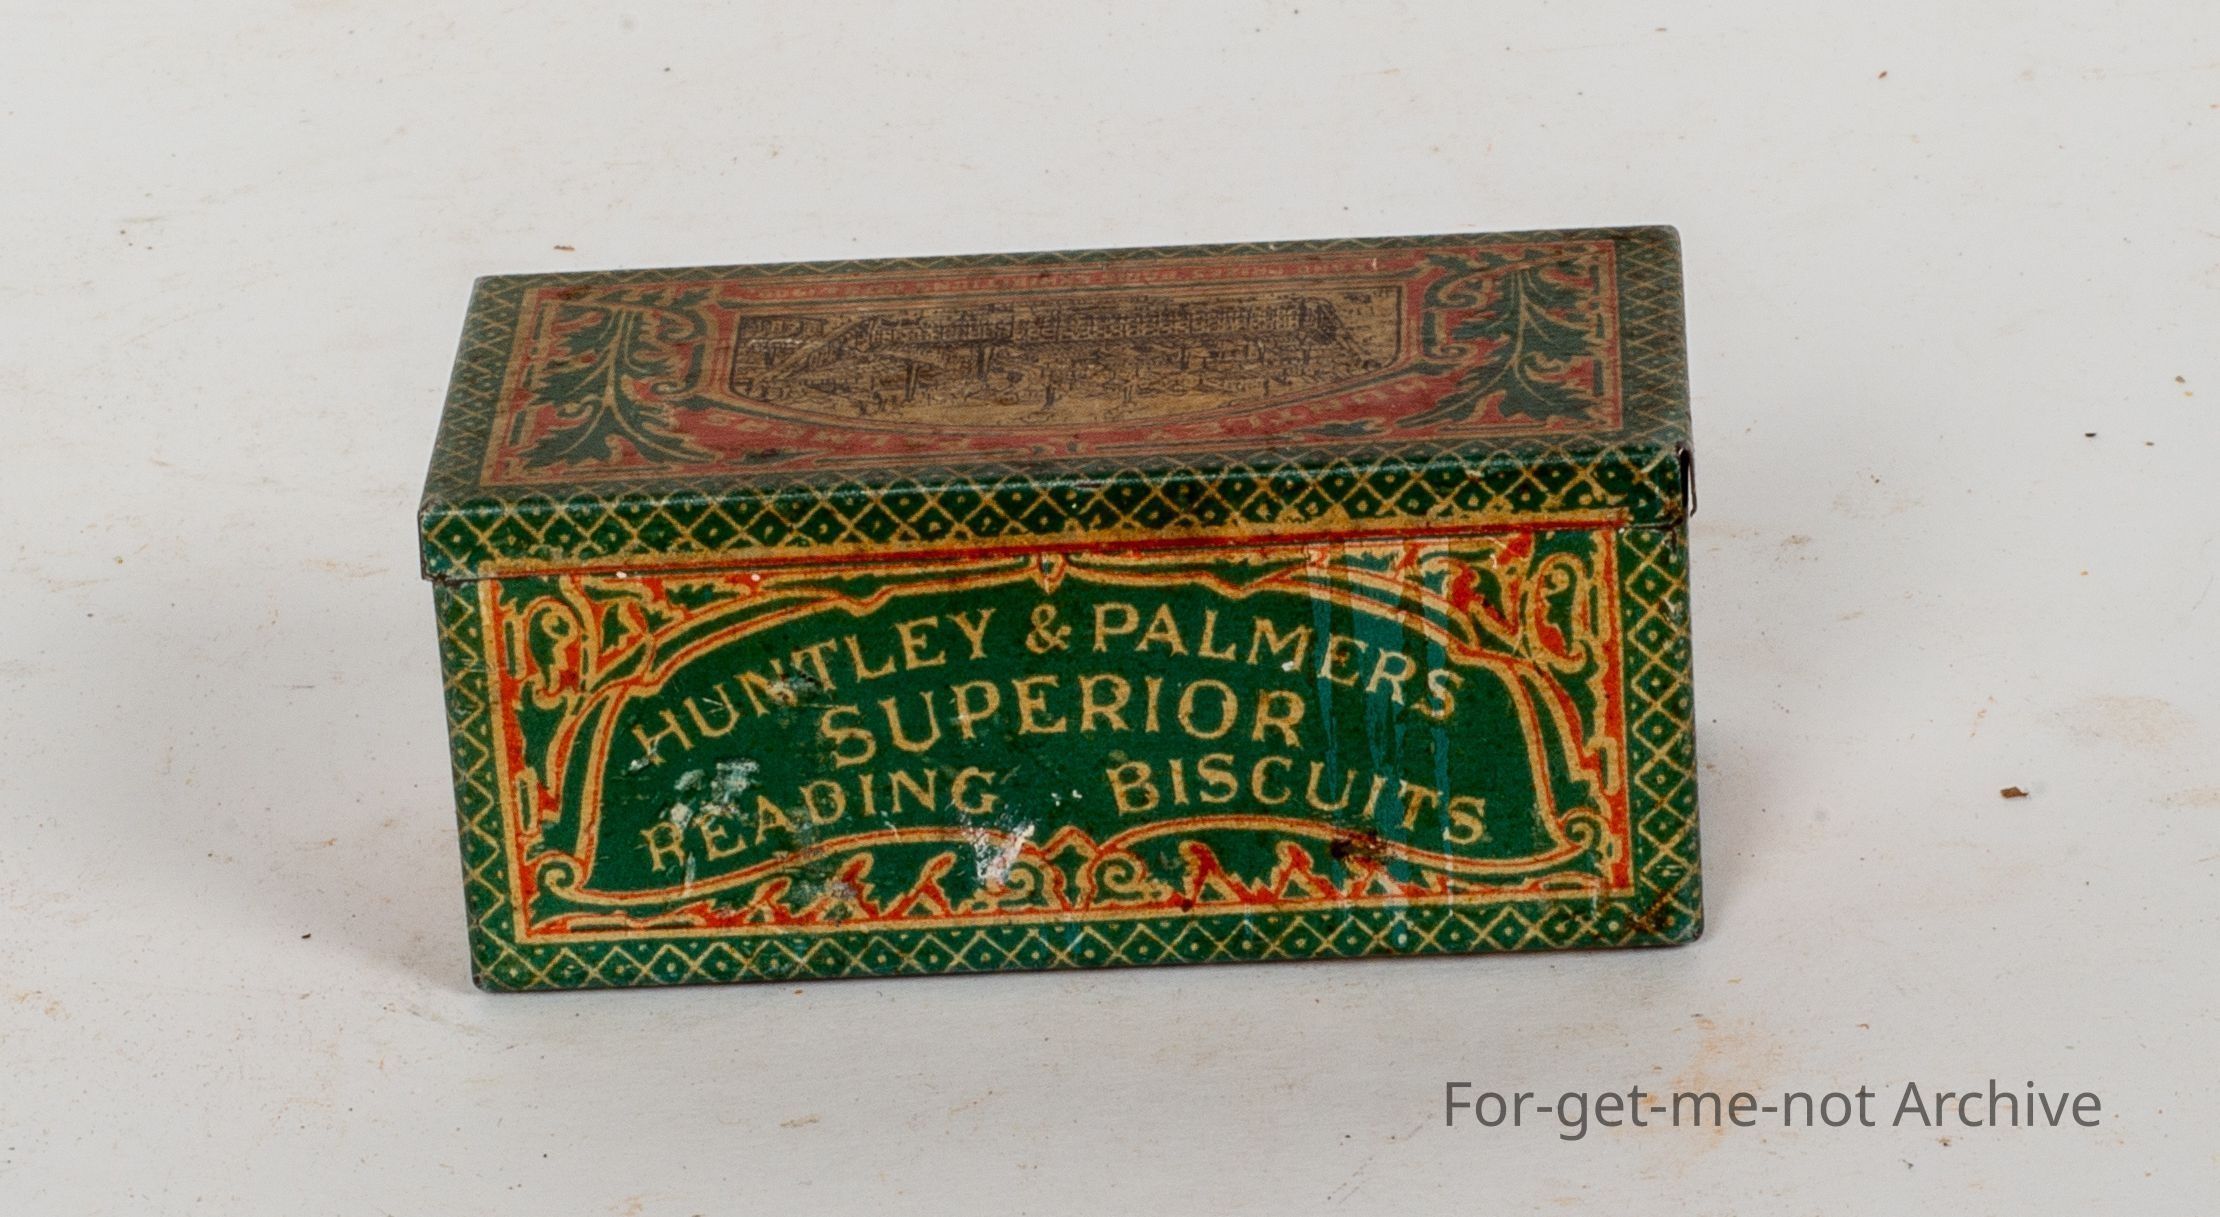 HUNTLEY & PALMERS
SUPERIOR
READING BISCUITS
For-get-me-not Archive